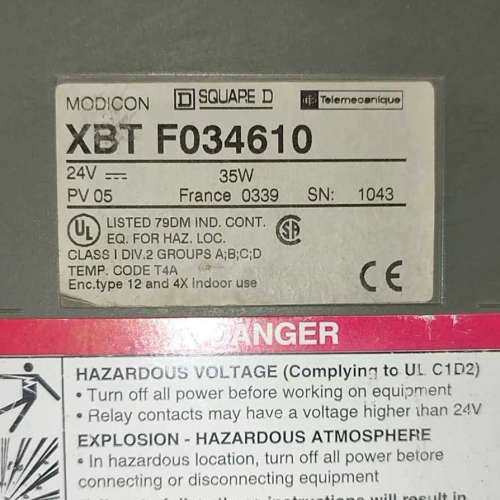 MODICON D SQUARE D Telemecanique
XBT F034610
24V 35W
PV 05 France 0339 SN: 1043
UL LISTED 79DM IND. CONT.
EQ. FOR HAZ. LOC.
CLASS I DIV.2 GROUPS A;B;C;D
TEMP. CODE T4A
Enc.type 12 and 4X Indoor use
CE
DANGER
HAZARDOUS VOLTAGE (Complying to UL C1D2)
• Turn off all power before working on equipment
• Relay contacts may have a voltage higher than 24V
EXPLOSION - HAZARDOUS ATMOSPHERE
• In hazardous location, turn off all power before
connecting or disconnecting equipment